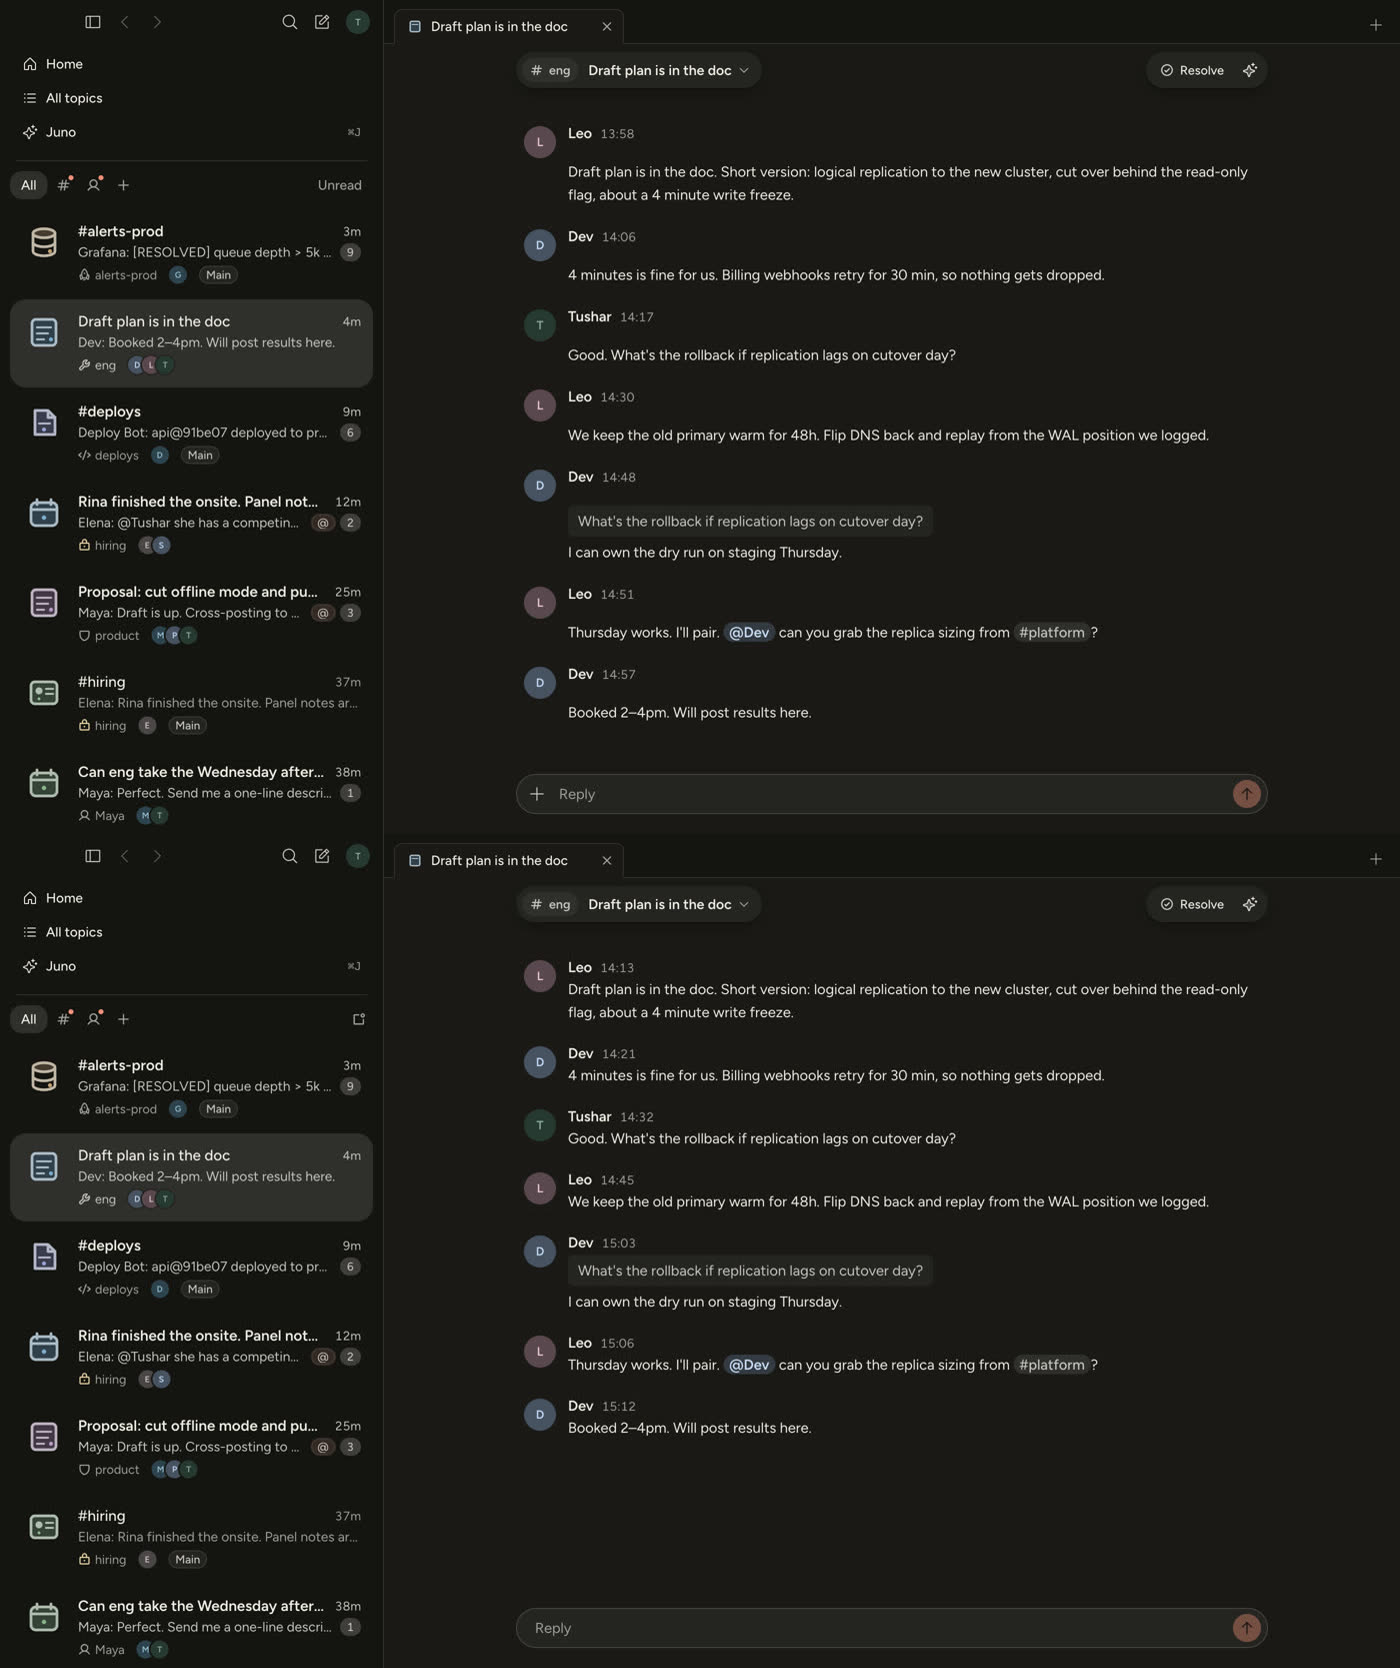 T
Home
All topics
Juno
⌘J
All
Unread
#alerts-prod
3m
Grafana: [RESOLVED] queue depth > 5k ...
9
alerts-prod
G
Main
Draft plan is in the doc
4m
Dev: Booked 2–4pm. Will post results here.
eng
D L T
#deploys
9m
Deploy Bot: api@91be07 deployed to pr...
6
deploys
D
Main
Rina finished the onsite. Panel not...
12m
Elena: @Tushar she has a competin...
@
2
hiring
E S
Proposal: cut offline mode and pu...
25m
Maya: Draft is up. Cross-posting to ...
@
3
product
M P T
#hiring
37m
Elena: Rina finished the onsite. Panel notes ar...
hiring
E
Main
Can eng take the Wednesday after...
38m
Maya: Perfect. Send me a one-line descri...
1
Maya
M T
Draft plan is in the doc
# eng
Draft plan is in the doc
Resolve
L
Leo 13:58
Draft plan is in the doc. Short version: logical replication to the new cluster, cut over behind the read-only
flag, about a 4 minute write freeze.
D
Dev 14:06
4 minutes is fine for us. Billing webhooks retry for 30 min, so nothing gets dropped.
T
Tushar 14:17
Good. What's the rollback if replication lags on cutover day?
L
Leo 14:30
We keep the old primary warm for 48h. Flip DNS back and replay from the WAL position we logged.
D
Dev 14:48
What's the rollback if replication lags on cutover day?
I can own the dry run on staging Thursday.
L
Leo 14:51
Thursday works. I'll pair. @Dev can you grab the replica sizing from #platform ?
D
Dev 14:57
Booked 2–4pm. Will post results here.
Reply
T
Home
All topics
Juno
⌘J
All
#alerts-prod
3m
Grafana: [RESOLVED] queue depth > 5k ...
9
alerts-prod
G
Main
Draft plan is in the doc
4m
Dev: Booked 2–4pm. Will post results here.
eng
D L T
#deploys
9m
Deploy Bot: api@91be07 deployed to pr...
6
deploys
D
Main
Rina finished the onsite. Panel not...
12m
Elena: @Tushar she has a competin...
@
2
hiring
E S
Proposal: cut offline mode and pu...
25m
Maya: Draft is up. Cross-posting to ...
@
3
product
M P T
#hiring
37m
Elena: Rina finished the onsite. Panel notes ar...
hiring
E
Main
Can eng take the Wednesday after...
38m
Maya: Perfect. Send me a one-line descri...
1
Maya
M T
Draft plan is in the doc
# eng
Draft plan is in the doc
Resolve
L
Leo 14:13
Draft plan is in the doc. Short version: logical replication to the new cluster, cut over behind the read-only
flag, about a 4 minute write freeze.
D
Dev 14:21
4 minutes is fine for us. Billing webhooks retry for 30 min, so nothing gets dropped.
T
Tushar 14:32
Good. What's the rollback if replication lags on cutover day?
L
Leo 14:45
We keep the old primary warm for 48h. Flip DNS back and replay from the WAL position we logged.
D
Dev 15:03
What's the rollback if replication lags on cutover day?
I can own the dry run on staging Thursday.
L
Leo 15:06
Thursday works. I'll pair. @Dev can you grab the replica sizing from #platform ?
D
Dev 15:12
Booked 2–4pm. Will post results here.
Reply